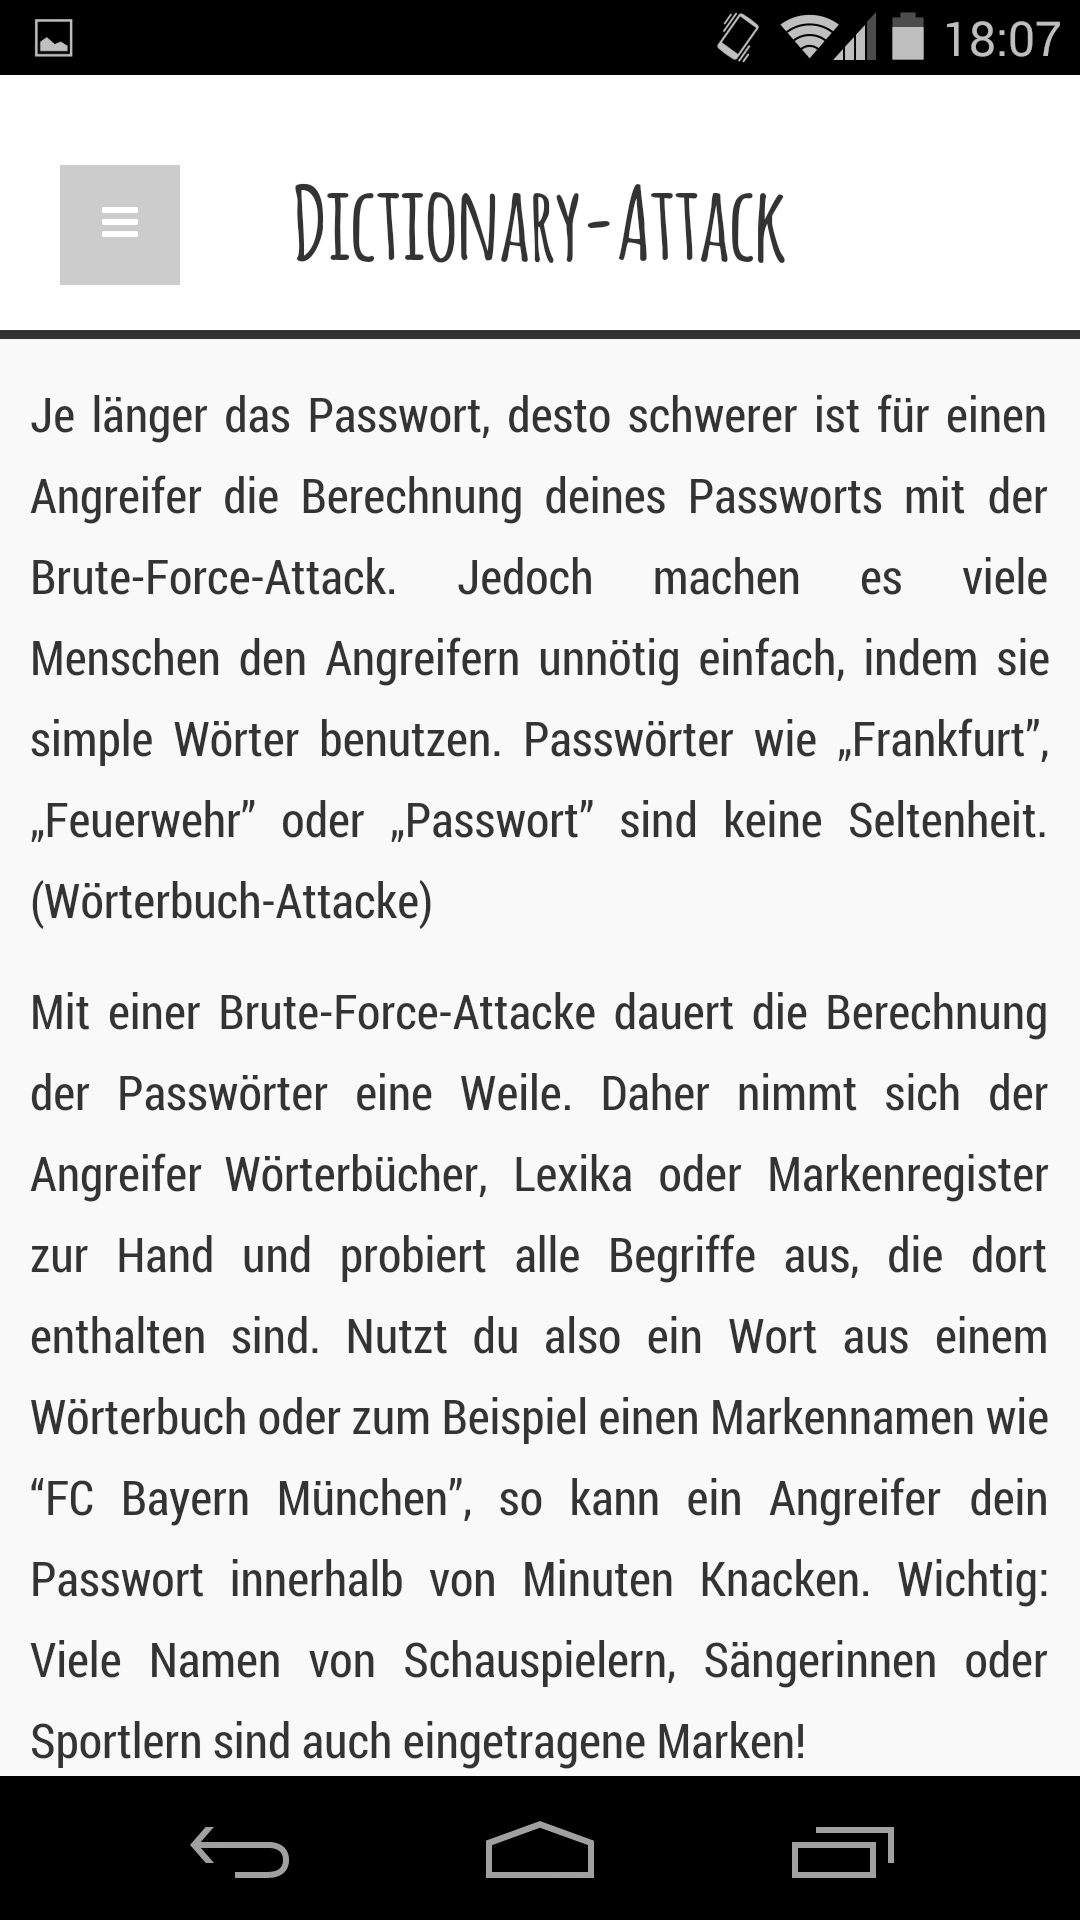 18:07
Dictionary-Attack
Je länger das Passwort, desto schwerer ist für einen
Angreifer die Berechnung deines Passworts mit der
Brute-Force-Attack. Jedoch machen es viele
Menschen den Angreifern unnötig einfach, indem sie
simple Wörter benutzen. Passwörter wie „Frankfurt”,
„Feuerwehr” oder „Passwort” sind keine Seltenheit.
(Wörterbuch-Attacke)
Mit einer Brute-Force-Attacke dauert die Berechnung
der Passwörter eine Weile. Daher nimmt sich der
Angreifer Wörterbücher, Lexika oder Markenregister
zur Hand und probiert alle Begriffe aus, die dort
enthalten sind. Nutzt du also ein Wort aus einem
Wörterbuch oder zum Beispiel einen Markennamen wie
“FC Bayern München”, so kann ein Angreifer dein
Passwort innerhalb von Minuten Knacken. Wichtig:
Viele Namen von Schauspielern, Sängerinnen oder
Sportlern sind auch eingetragene Marken!